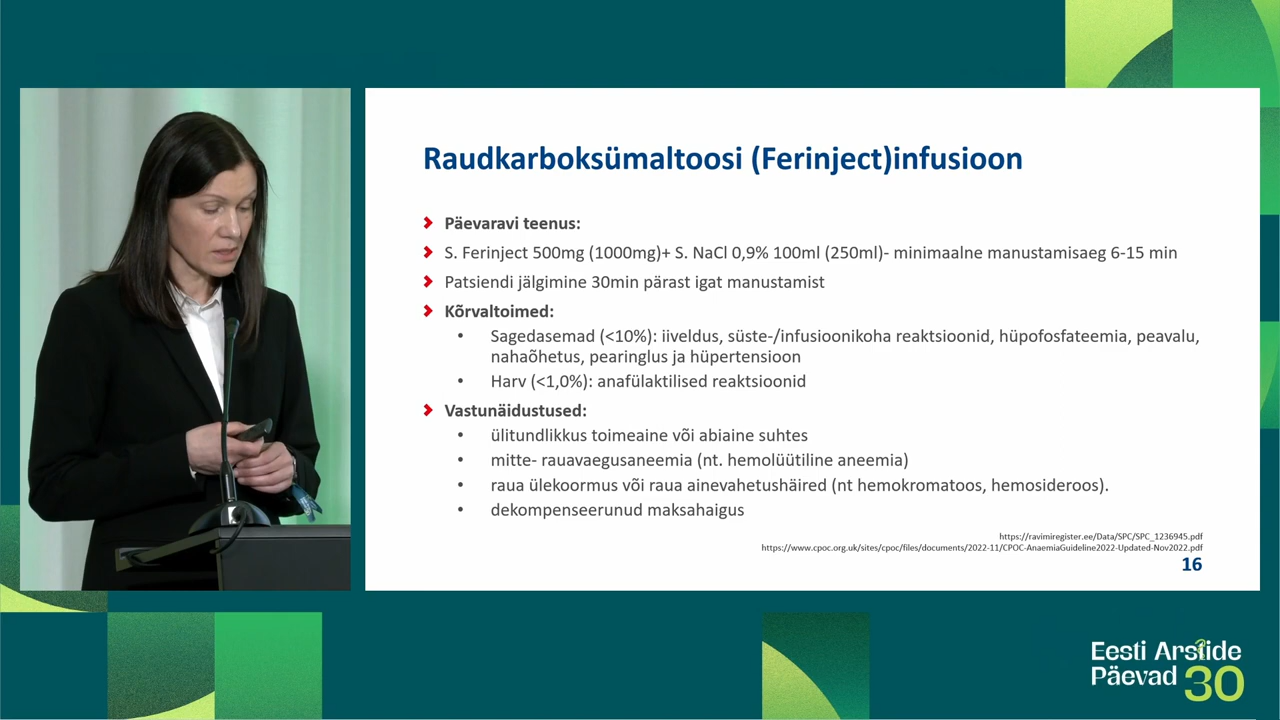 Raudkarboksümaltoosi (Ferinject)infusioon
Päevaravi teenus:
S. Ferinject 500mg (1000mg)+ S. NaCl 0,9% 100ml (250ml)- minimaalne manustamisaeg 6-15 min
Patsiendi jälgimine 30min pärast igat manustamist
Kõrvaltoimed:
• Sagedasemad (<10%): iiveldus, süste-/infusioonikoha reaktsioonid, hüpofosfateemia, peavalu,
nahaõhetus, pearinglus ja hüpertensioon
• Harv (<1,0%): anafülaktilised reaktsioonid
Vastunäidustused:
• ülitundlikkus toimeaine või abiaine suhtes
• mitte- rauavaegusaneemia (nt. hemolüütiline aneemia)
• raua ülekoormus või raua ainevahetushäired (nt hemokromatoos, hemosideroos).
• dekompenseerunud maksahaigus
https://ravimiregister.ee/Data/SPC/SPC_1236945.pdf
https://www.cpoc.org.uk/sites/cpoc/files/documents/2022-11/CPOC-AnaemiaGuideline2022-Updated-Nov2022.pdf
16
Eesti Arstide
Päevad 30